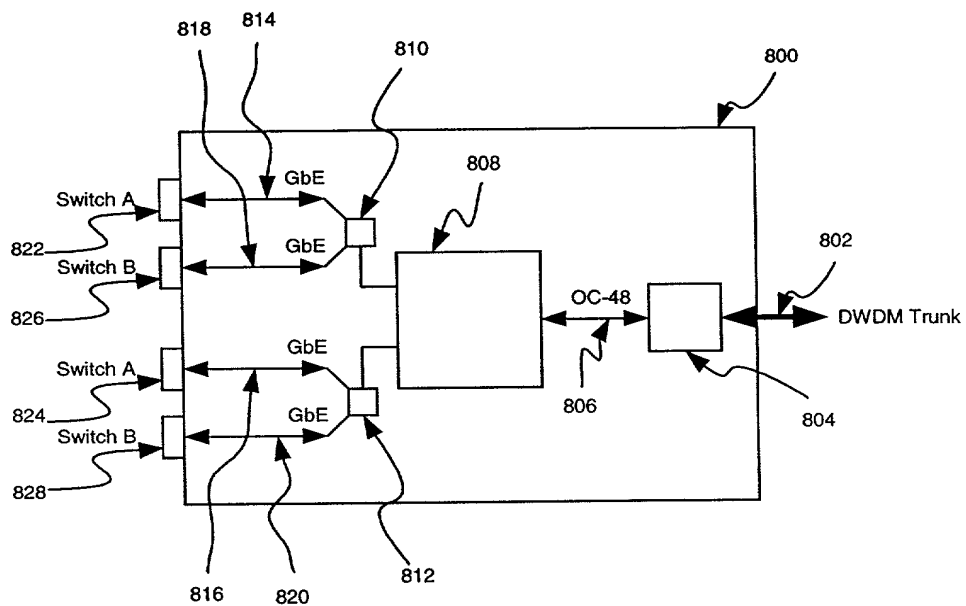 814
818
810
800
808
GbE
Switch A
822
GbE
Switch B
826
802
OC-48
DWDM Trunk
806
804
GbE
Switch A
824
GbE
Switch B
828
816
820
812